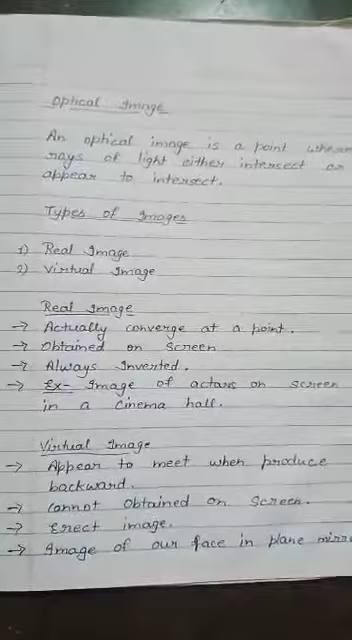 Optical Image
An optical image is a point where
rays of light either intersect or
appear to intersect.
Types of Images
1) Real Image
2) Virtual Image
Real Image
→ Actually converge at a point.
→ Obtained on Screen
→ Always Inverted.
→ Ex- Image of actars on screen
in a cinema hall.
Virtual Image
→ Appear to meet when produce
backward.
→ cannot obtained on Screen.
→ Erect image.
→ Image of our face in plane mirro